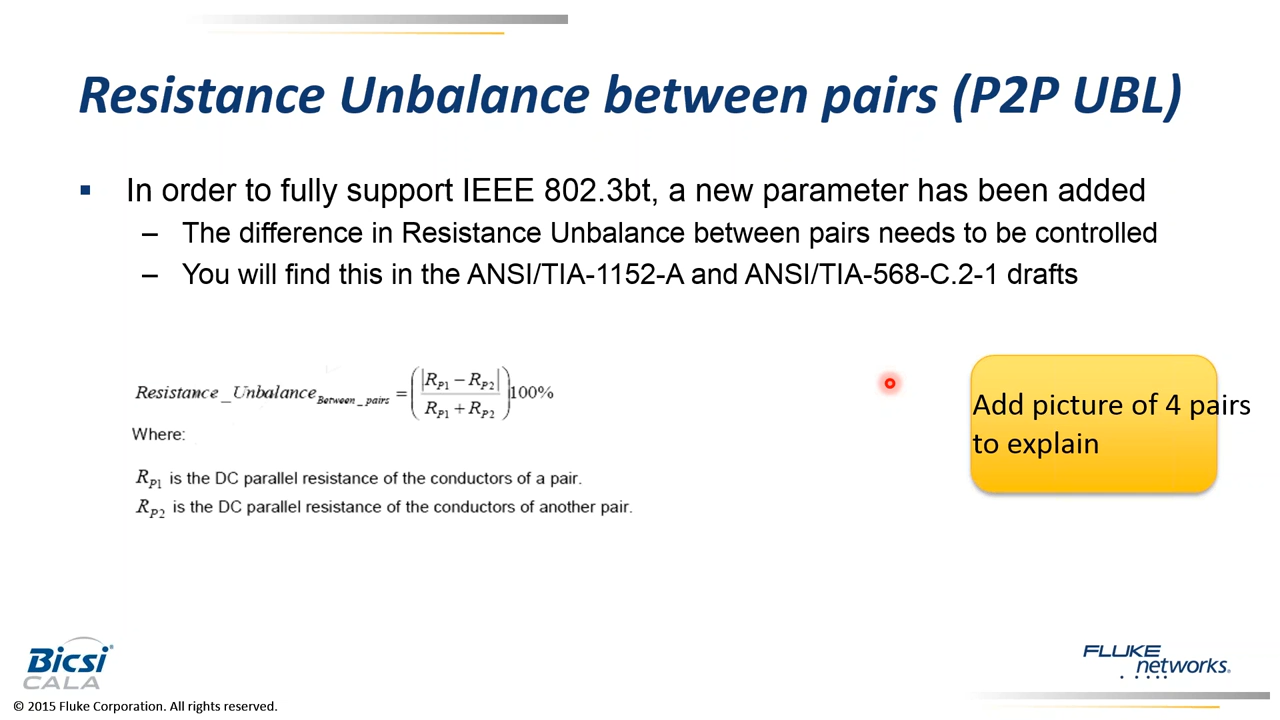 Resistance Unbalance between pairs (P2P UBL)
▪ In order to fully support IEEE 802.3bt, a new parameter has been added
– The difference in Resistance Unbalance between pairs needs to be controlled
– You will find this in the ANSI/TIA-1152-A and ANSI/TIA-568-C.2-1 drafts
Resistance_Unbalance_Between_pairs = (|R_P1 − R_P2| / (R_P1 + R_P2)) 100%
Where:
R_P1 is the DC parallel resistance of the conductors of a pair.
R_P2 is the DC parallel resistance of the conductors of another pair.
Add picture of 4 pairs
to explain
Bicsi
CALA
FLUKE
networks.
© 2015 Fluke Corporation. All rights reserved.